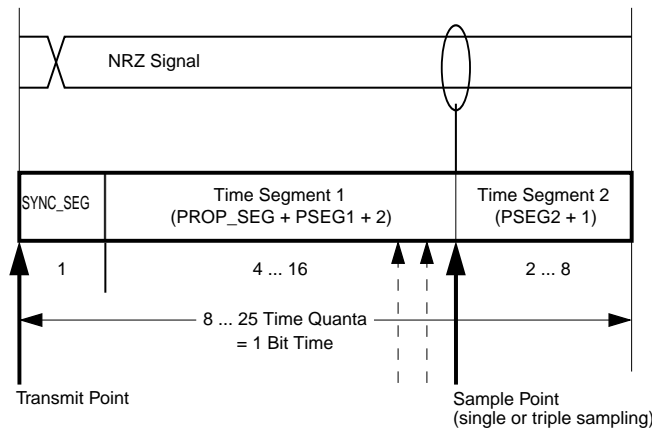 NRZ Signal
SYNC_SEG
Time Segment 1
(PROP_SEG + PSEG1 + 2)
Time Segment 2
(PSEG2 + 1)
1
4 ... 16
2 ... 8
8 ... 25 Time Quanta
= 1 Bit Time
Transmit Point
Sample Point
(single or triple sampling)